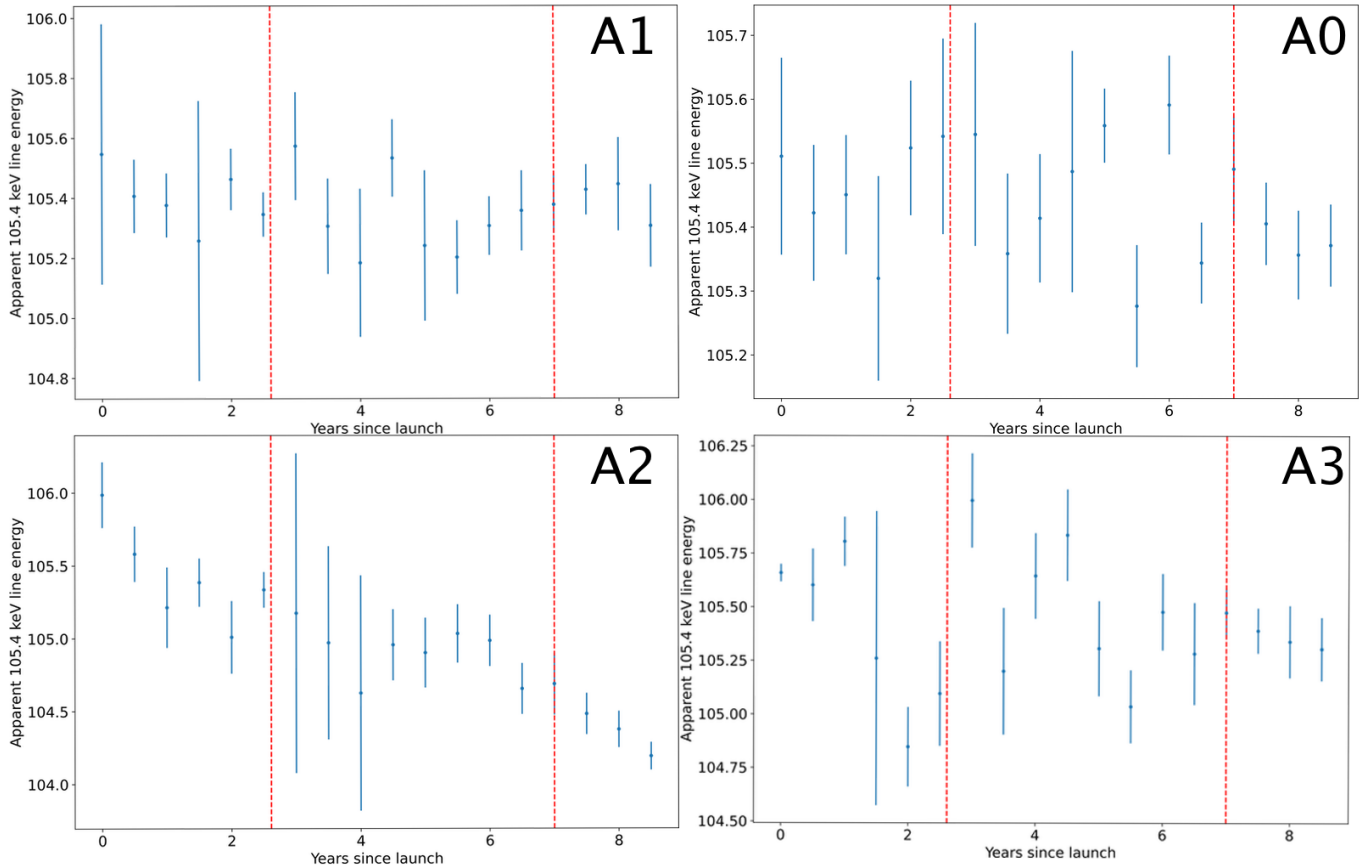 A1
106.0
105.8
105.6
105.4
105.2
105.0
104.8
Apparent 105.4 keV line energy
0 2 4 6 8
Years since launch
A0
105.7
105.6
105.5
105.4
105.3
105.2
Apparent 105.4 keV line energy
0 2 4 6 8
Years since launch
A2
106.0
105.5
105.0
104.5
104.0
Apparent 105.4 keV line energy
0 2 4 6 8
Years since launch
A3
106.25
106.00
105.75
105.50
105.25
105.00
104.75
104.50
Apparent 105.4 keV line energy
0 2 4 6 8
Years since launch